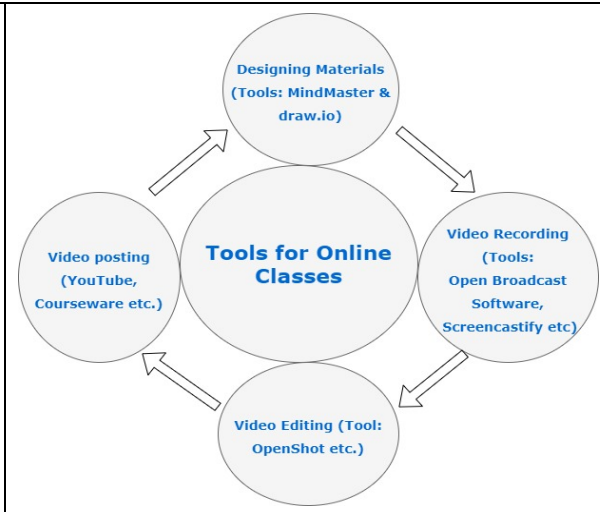 Designing Materials
(Tools: MindMaster &
draw.io)
Tools for Online
Classes
Video Recording
(Tools:
Open Broadcast
Software,
Screencastify etc)
Video Editing (Tool:
OpenShot etc.)
Video posting
(YouTube,
Courseware etc.)